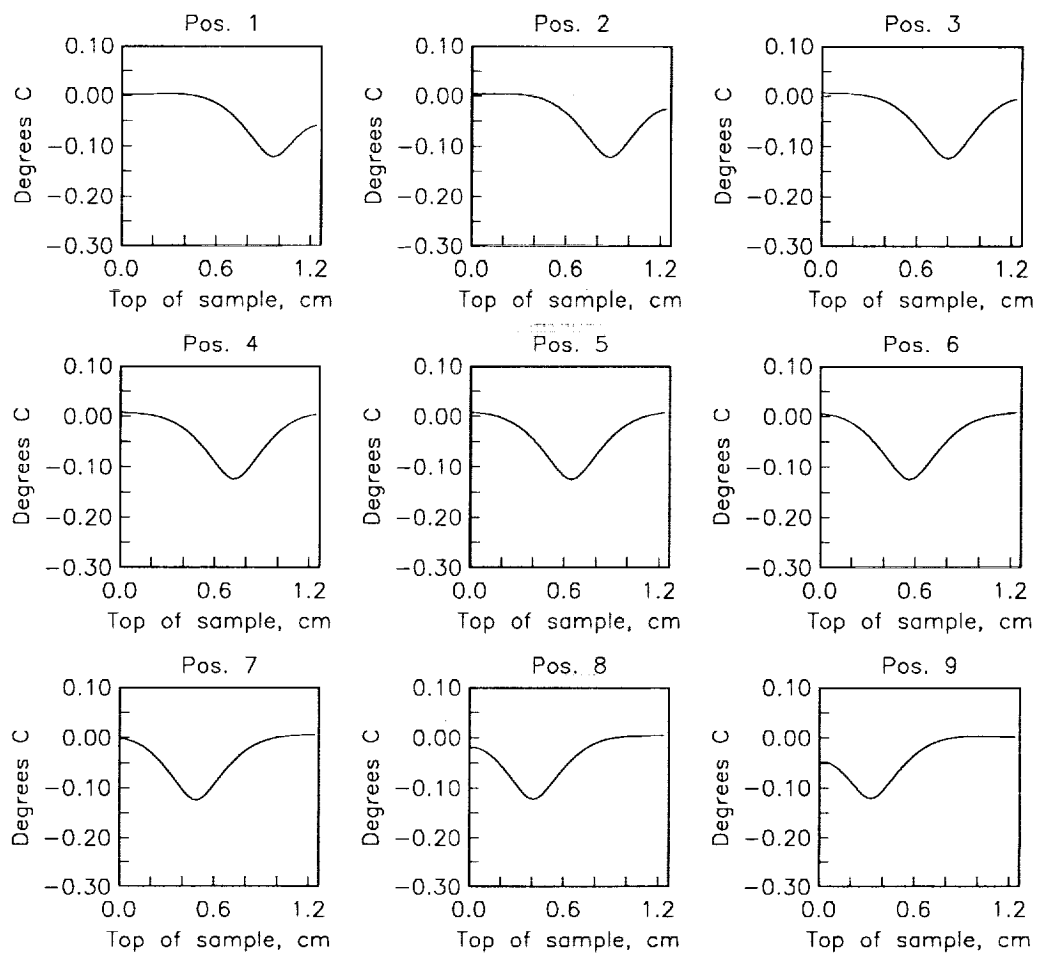 Pos. 1
0.10
0.00
−0.10
−0.20
−0.30
Degrees C
0.0 0.6 1.2
Top of sample, cm
Pos. 2
0.10
0.00
−0.10
−0.20
−0.30
Degrees C
0.0 0.6 1.2
Top of sample, cm
Pos. 3
0.10
0.00
−0.10
−0.20
−0.30
Degrees C
0.0 0.6 1.2
Top of sample, cm
Pos. 4
0.10
0.00
−0.10
−0.20
−0.30
Degrees C
0.0 0.6 1.2
Top of sample, cm
Pos. 5
0.10
0.00
−0.10
−0.20
−0.30
Degrees C
0.0 0.6 1.2
Top of sample, cm
Pos. 6
0.10
0.00
−0.10
−0.20
−0.30
Degrees C
0.0 0.6 1.2
Top of sample, cm
Pos. 7
0.10
0.00
−0.10
−0.20
−0.30
Degrees C
0.0 0.6 1.2
Top of sample, cm
Pos. 8
0.10
0.00
−0.10
−0.20
−0.30
Degrees C
0.0 0.6 1.2
Top of sample, cm
Pos. 9
0.10
0.00
−0.10
−0.20
−0.30
Degrees C
0.0 0.6 1.2
Top of sample, cm